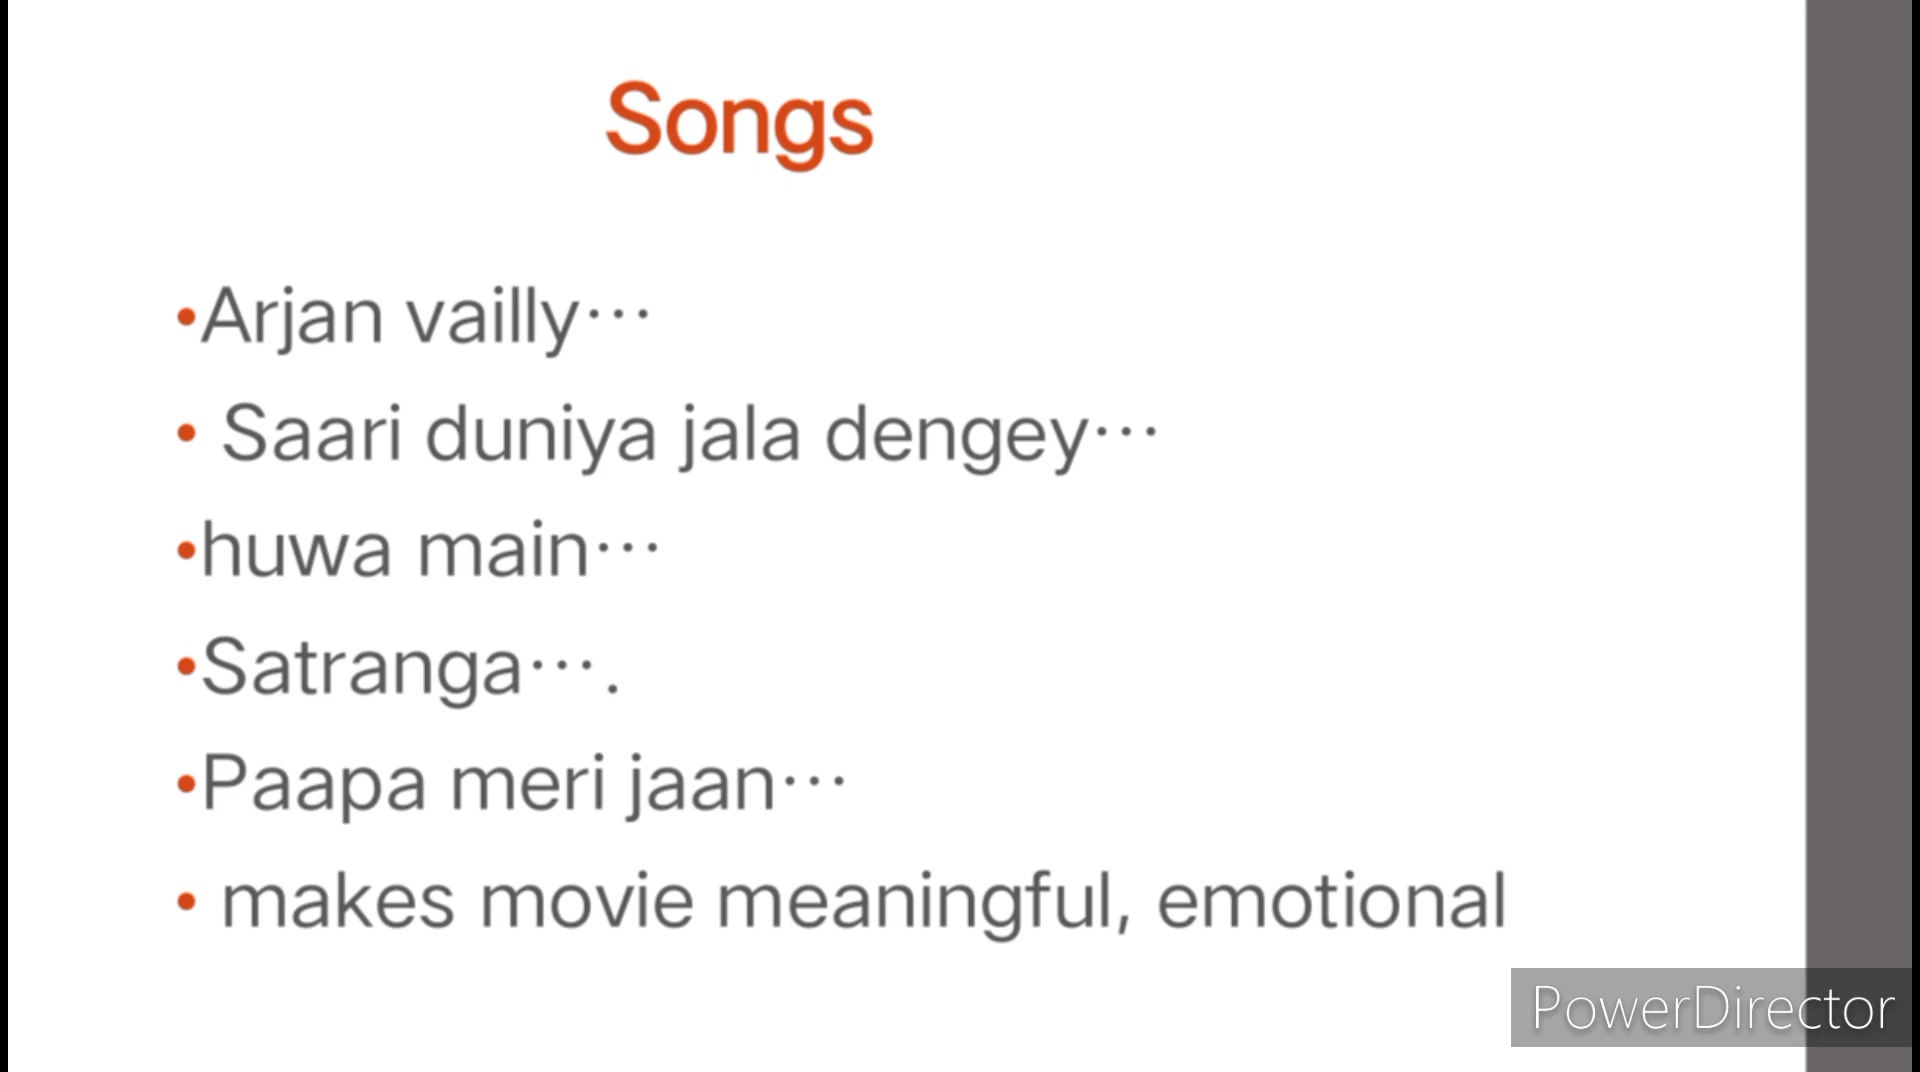 Songs
•Arjan vailly⋯
• Saari duniya jala dengey⋯
•huwa main⋯
•Satranga⋯.
•Paapa meri jaan⋯
• makes movie meaningful, emotional
PowerDirector